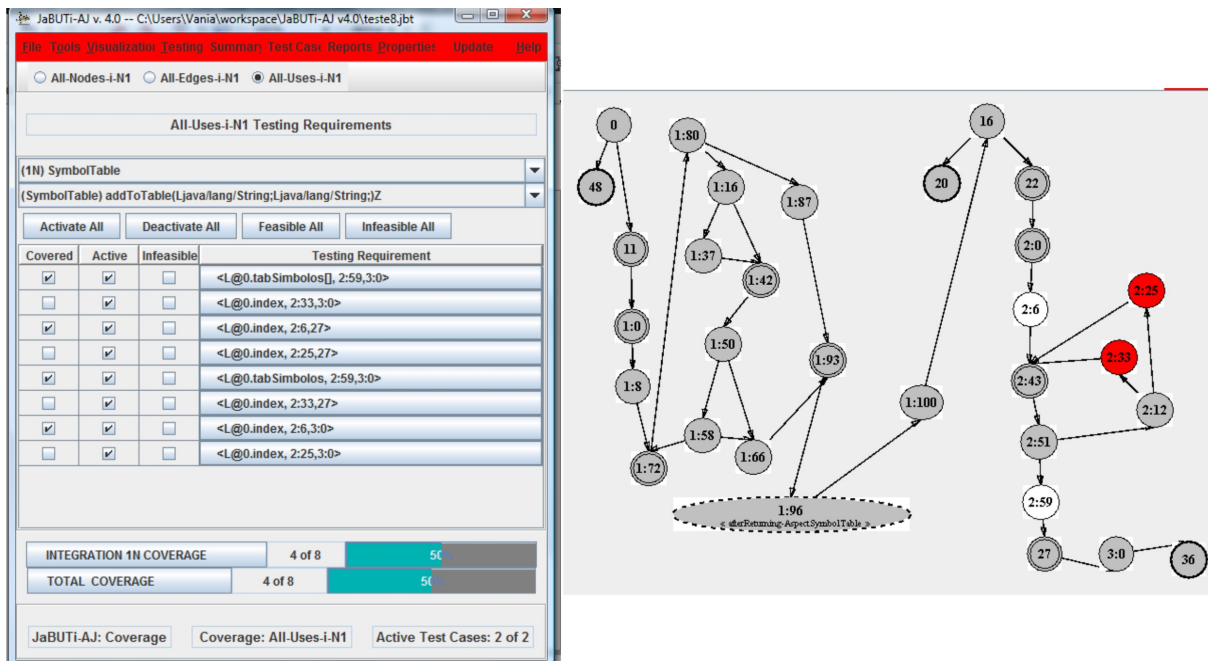 JaBUTi-AJ v. 4.0 -- C:\Users\Vania\workspace\JaBUTi-AJ v4.0\teste8.jbt
File Tools Visualization Testing Summary Test Case Reports Properties Update Help
All-Nodes-i-N1 All-Edges-i-N1 All-Uses-i-N1
All-Uses-i-N1 Testing Requirements
(1N) SymbolTable
(SymbolTable) addToTable(Ljava/lang/String;Ljava/lang/String;)Z
Activate All Deactivate All Feasible All Infeasible All
Covered Active Infeasible Testing Requirement
<L@0.tabSimbolos[], 2:59,3:0>
<L@0.index, 2:33,3:0>
<L@0.index, 2:6,27>
<L@0.index, 2:25,27>
<L@0.tabSimbolos, 2:59,3:0>
<L@0.index, 2:33,27>
<L@0.index, 2:6,3:0>
<L@0.index, 2:25,3:0>
INTEGRATION 1N COVERAGE 4 of 8 50%
TOTAL COVERAGE 4 of 8 50%
JaBUTi-AJ: Coverage Coverage: All-Uses-i-N1 Active Test Cases: 2 of 2
0
48
11
1:0
1:8
1:72
1:80
1:16
1:87
1:37
1:42
1:50
1:93
1:58
1:66
1:96
« afterReturning-AspectSymbolTable »
1:100
16
20
22
2:0
2:6
2:25
2:33
2:43
2:12
2:51
2:59
27
3:0
36